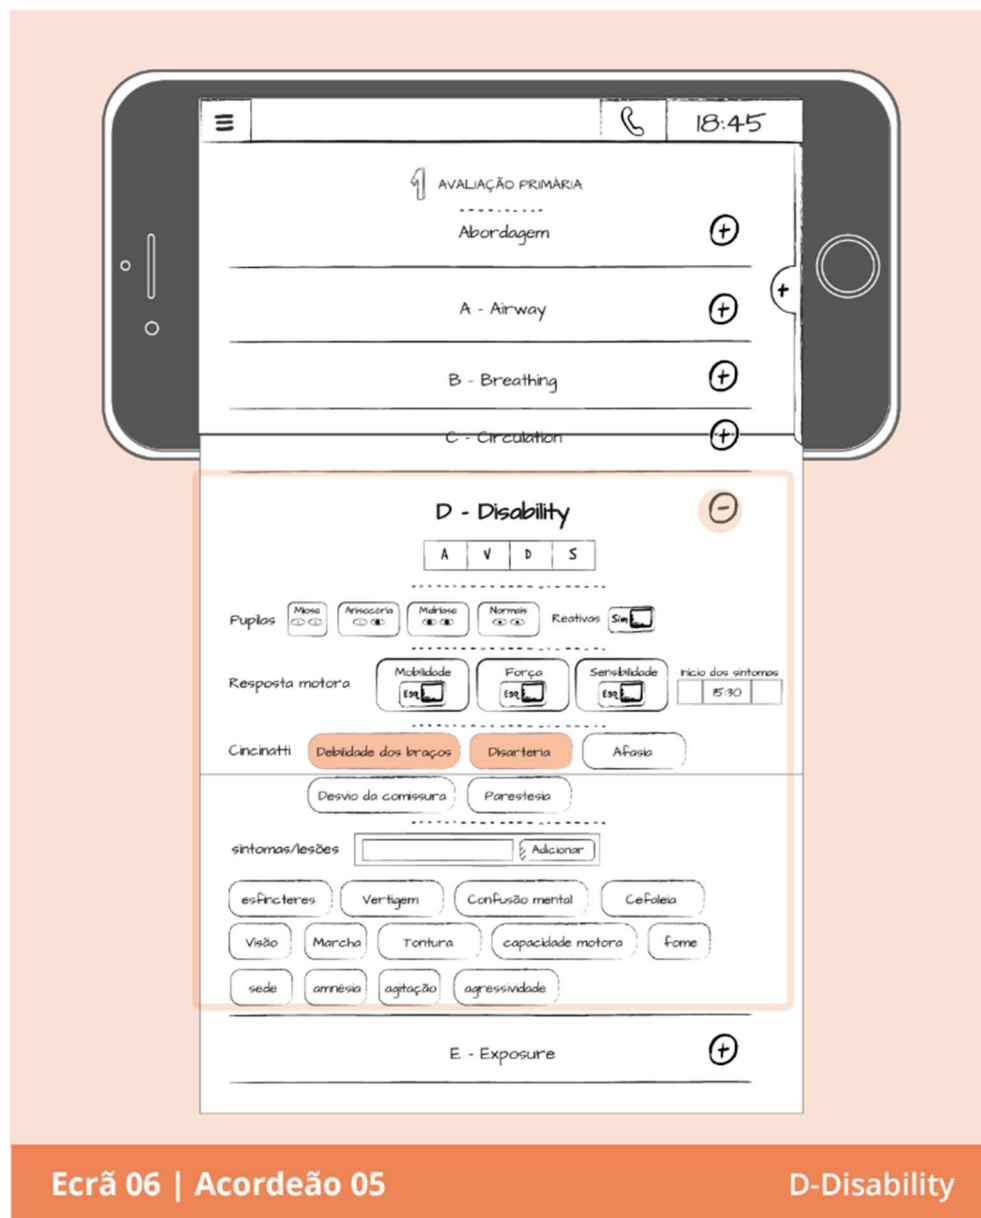 18:45
1 AVALIAÇÃO PRIMÁRIA
Abordagem
A - Airway
B - Breathing
C - Circulation
D - Disability
A V D S
Pupilas Miose Anisocória Midríase Normais Reativas Sim
Resposta motora Mobilidade Esq Força Esq Sensibilidade Esq Início dos sintomas 15:30
Cincinatti Debilidade dos braços Disarteria Afasia
Desvio da comissura Parestesia
sintomas/lesões Adicionar
esfíncteres Vertigem Confusão mental Cefaleia
Visão Marcha Tontura capacidade motora fome
sede amnésia agitação agressividade
E - Exposure
Ecrã 06 | Acordeão 05 D-Disability